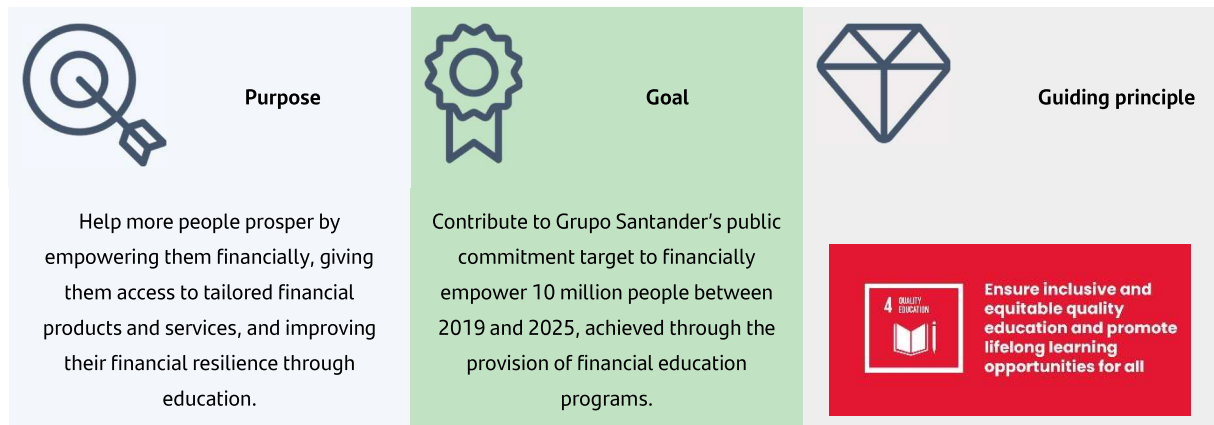 Purpose
Help more people prosper by
empowering them financially, giving
them access to tailored financial
products and services, and improving
their financial resilience through
education.
Goal
Contribute to Grupo Santander’s public
commitment target to financially
empower 10 million people between
2019 and 2025, achieved through the
provision of financial education
programs.
Guiding principle
4 QUALITY
EDUCATION
Ensure inclusive and
equitable quality
education and promote
lifelong learning
opportunities for all